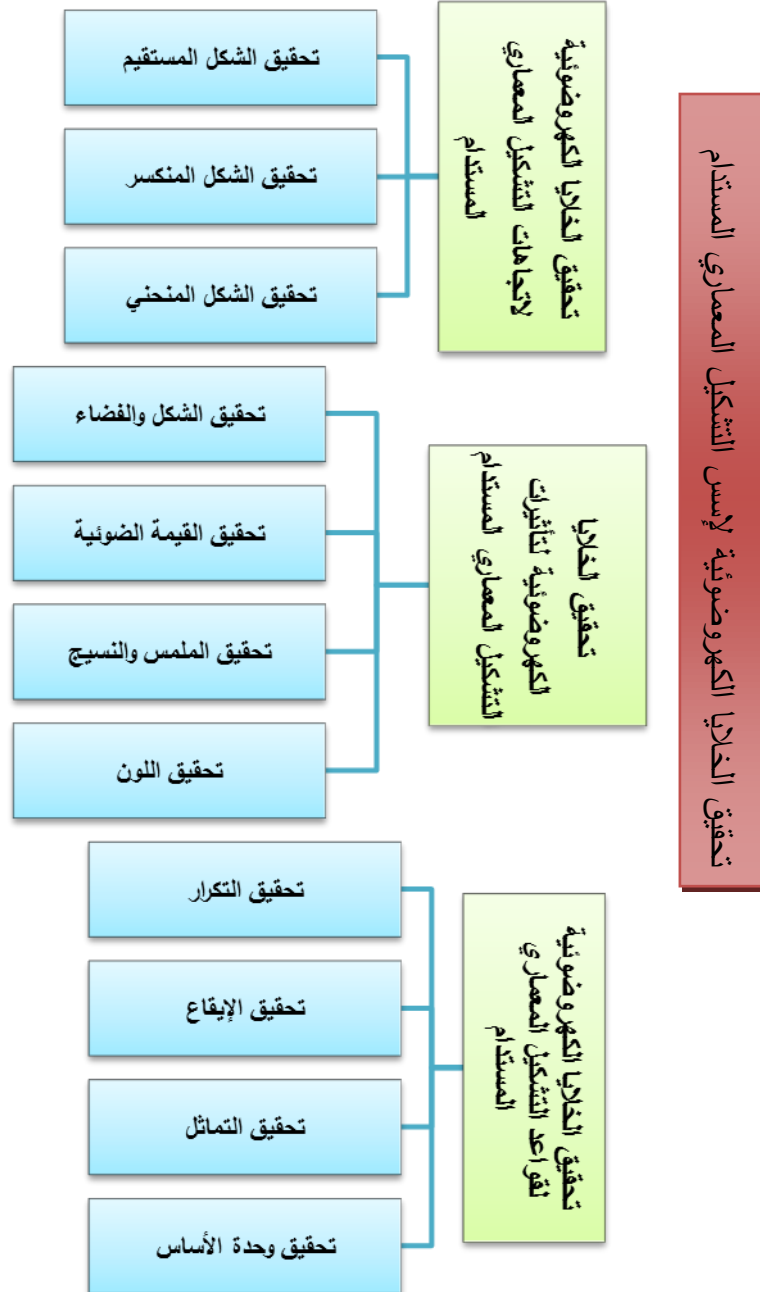 تحقيق الخلايا الكهروضوئية لإسس التشكيل المعماري المستدام
تحقيق الخلايا الكهروضوئية
لاتجاهات التشكيل المعماري
المستدام
تحقيق الشكل المستقيم
تحقيق الشكل المنكسر
تحقيق الشكل المنحني
تحقيق الخلايا
الكهروضوئية لتأثيرات
التشكيل المعماري المستدام
تحقيق الشكل والفضاء
تحقيق القيمة الضوئية
تحقيق الملمس والنسيج
تحقيق اللون
تحقيق الخلايا الكهروضوئية
لقواعد التشكيل المعماري
المستدام
تحقيق التكرار
تحقيق الإيقاع
تحقيق التماثل
تحقيق وحدة الأساس